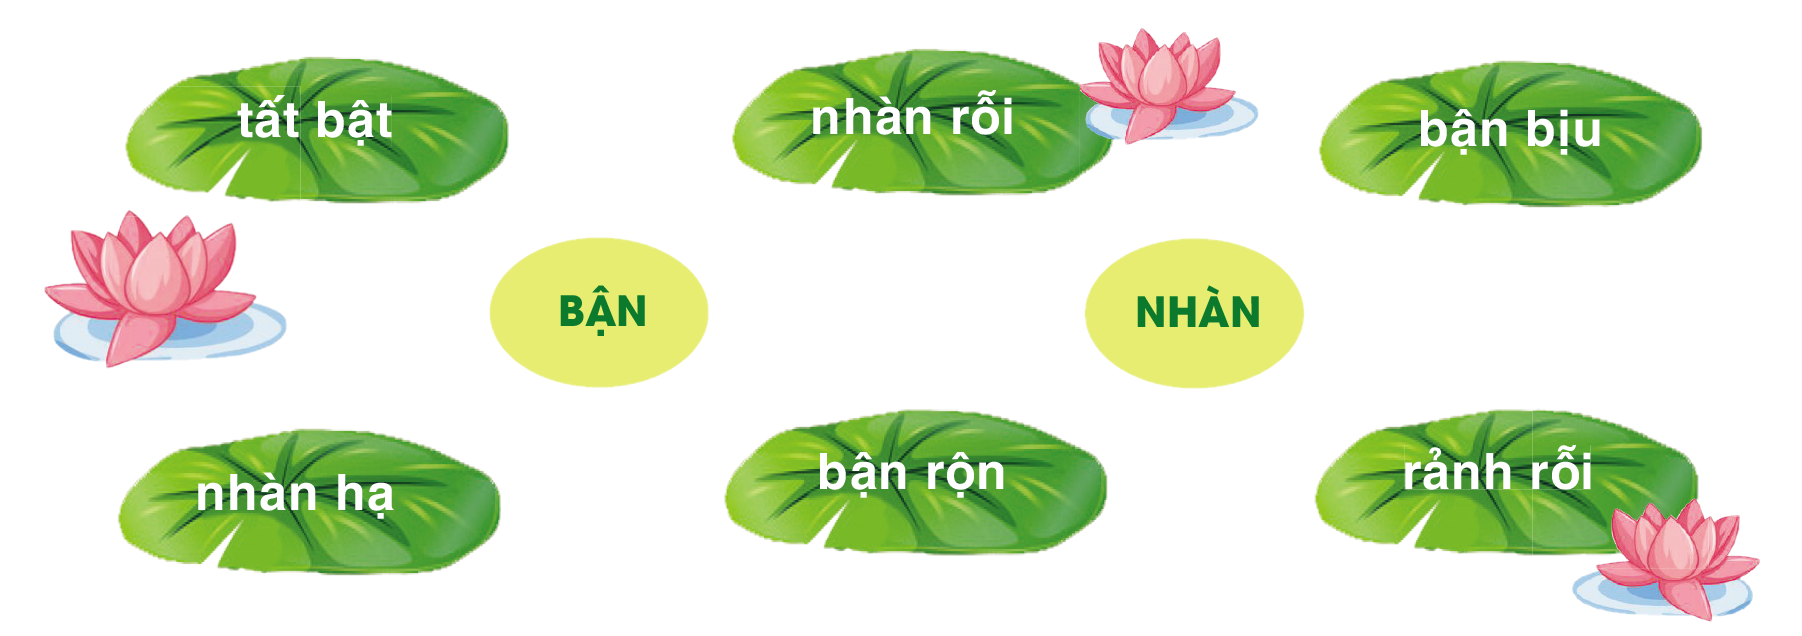 tất bật
nhàn rỗi
bận bịu
BẬN
NHÀN
nhàn hạ
bận rộn
rảnh rỗi